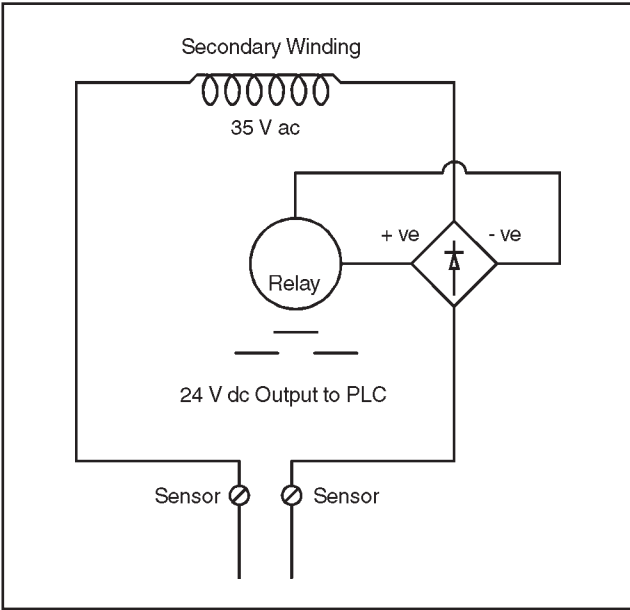 Secondary Winding
35 V ac
+ ve
- ve
Relay
24 V dc Output to PLC
Sensor
Sensor